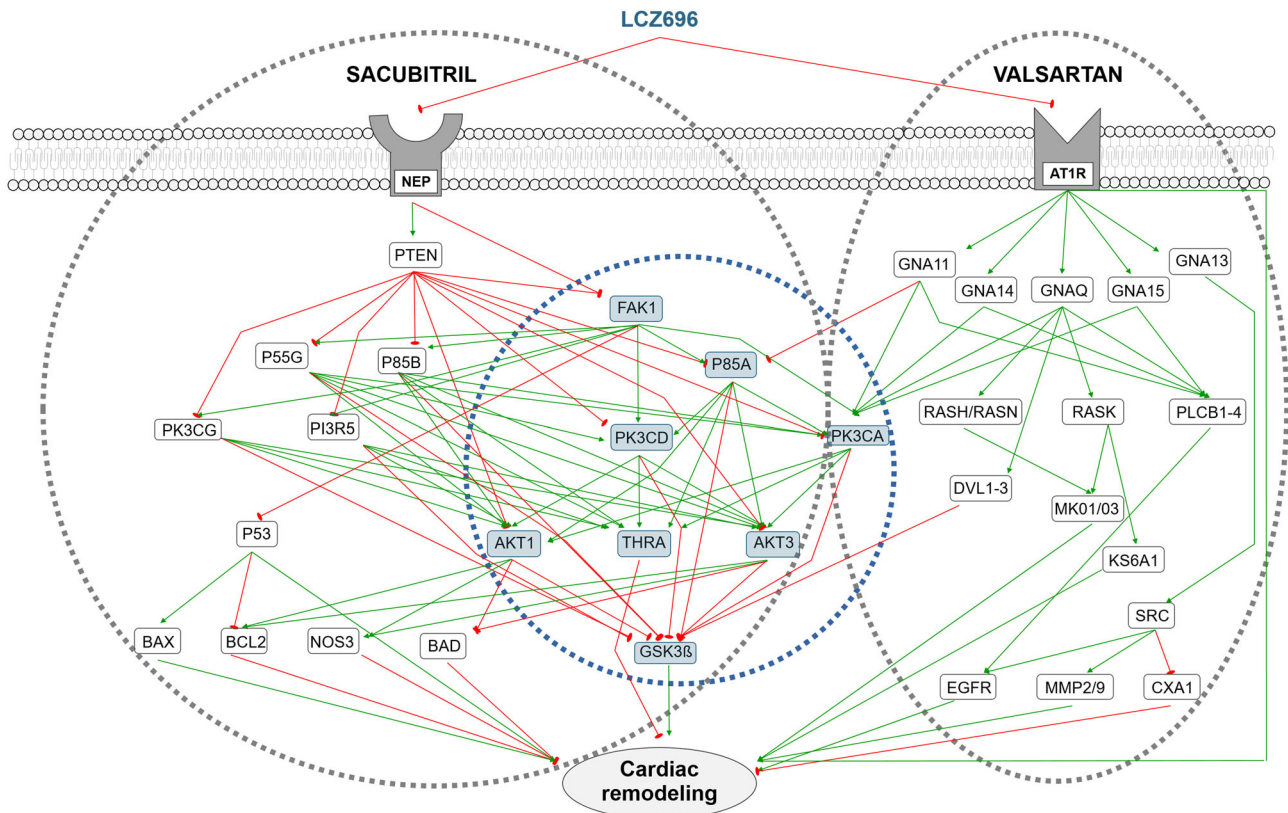 LCZ696
SACUBITRIL
VALSARTAN
NEP
AT1R
PTEN
GNA11
GNA13
GNA14
GNAQ
GNA15
FAK1
P55G
P85B
P85A
PK3CG
PI3R5
PK3CD
PK3CA
RASH/RASN
RASK
PLCB1-4
DVL1-3
MK01/03
P53
AKT1
THRA
AKT3
KS6A1
SRC
BAX
BCL2
NOS3
BAD
GSK3ß
EGFR
MMP2/9
CXA1
Cardiac
remodeling